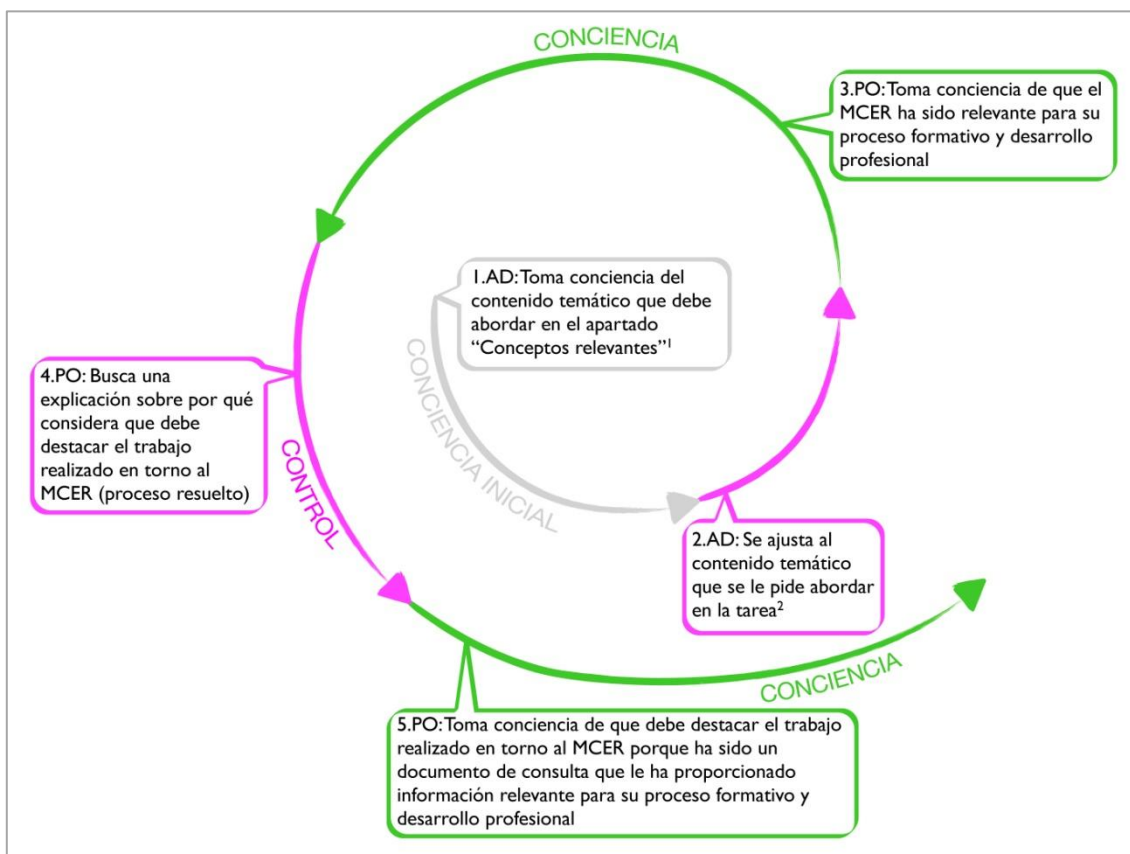 CONCIENCIA
3.PO: Toma conciencia de que el
MCER ha sido relevante para su
proceso formativo y desarrollo
profesional
1.AD: Toma conciencia del
contenido temático que debe
abordar en el apartado
“Conceptos relevantes”¹
CONCIENCIA INICIAL
4.PO: Busca una
explicación sobre por qué
considera que debe
destacar el trabajo
realizado en torno al
MCER (proceso resuelto)
CONTROL
2.AD: Se ajusta al
contenido temático
que se le pide abordar
en la tarea²
CONCIENCIA
5.PO: Toma conciencia de que debe destacar el trabajo
realizado en torno al MCER porque ha sido un
documento de consulta que le ha proporcionado
información relevante para su proceso formativo y
desarrollo profesional